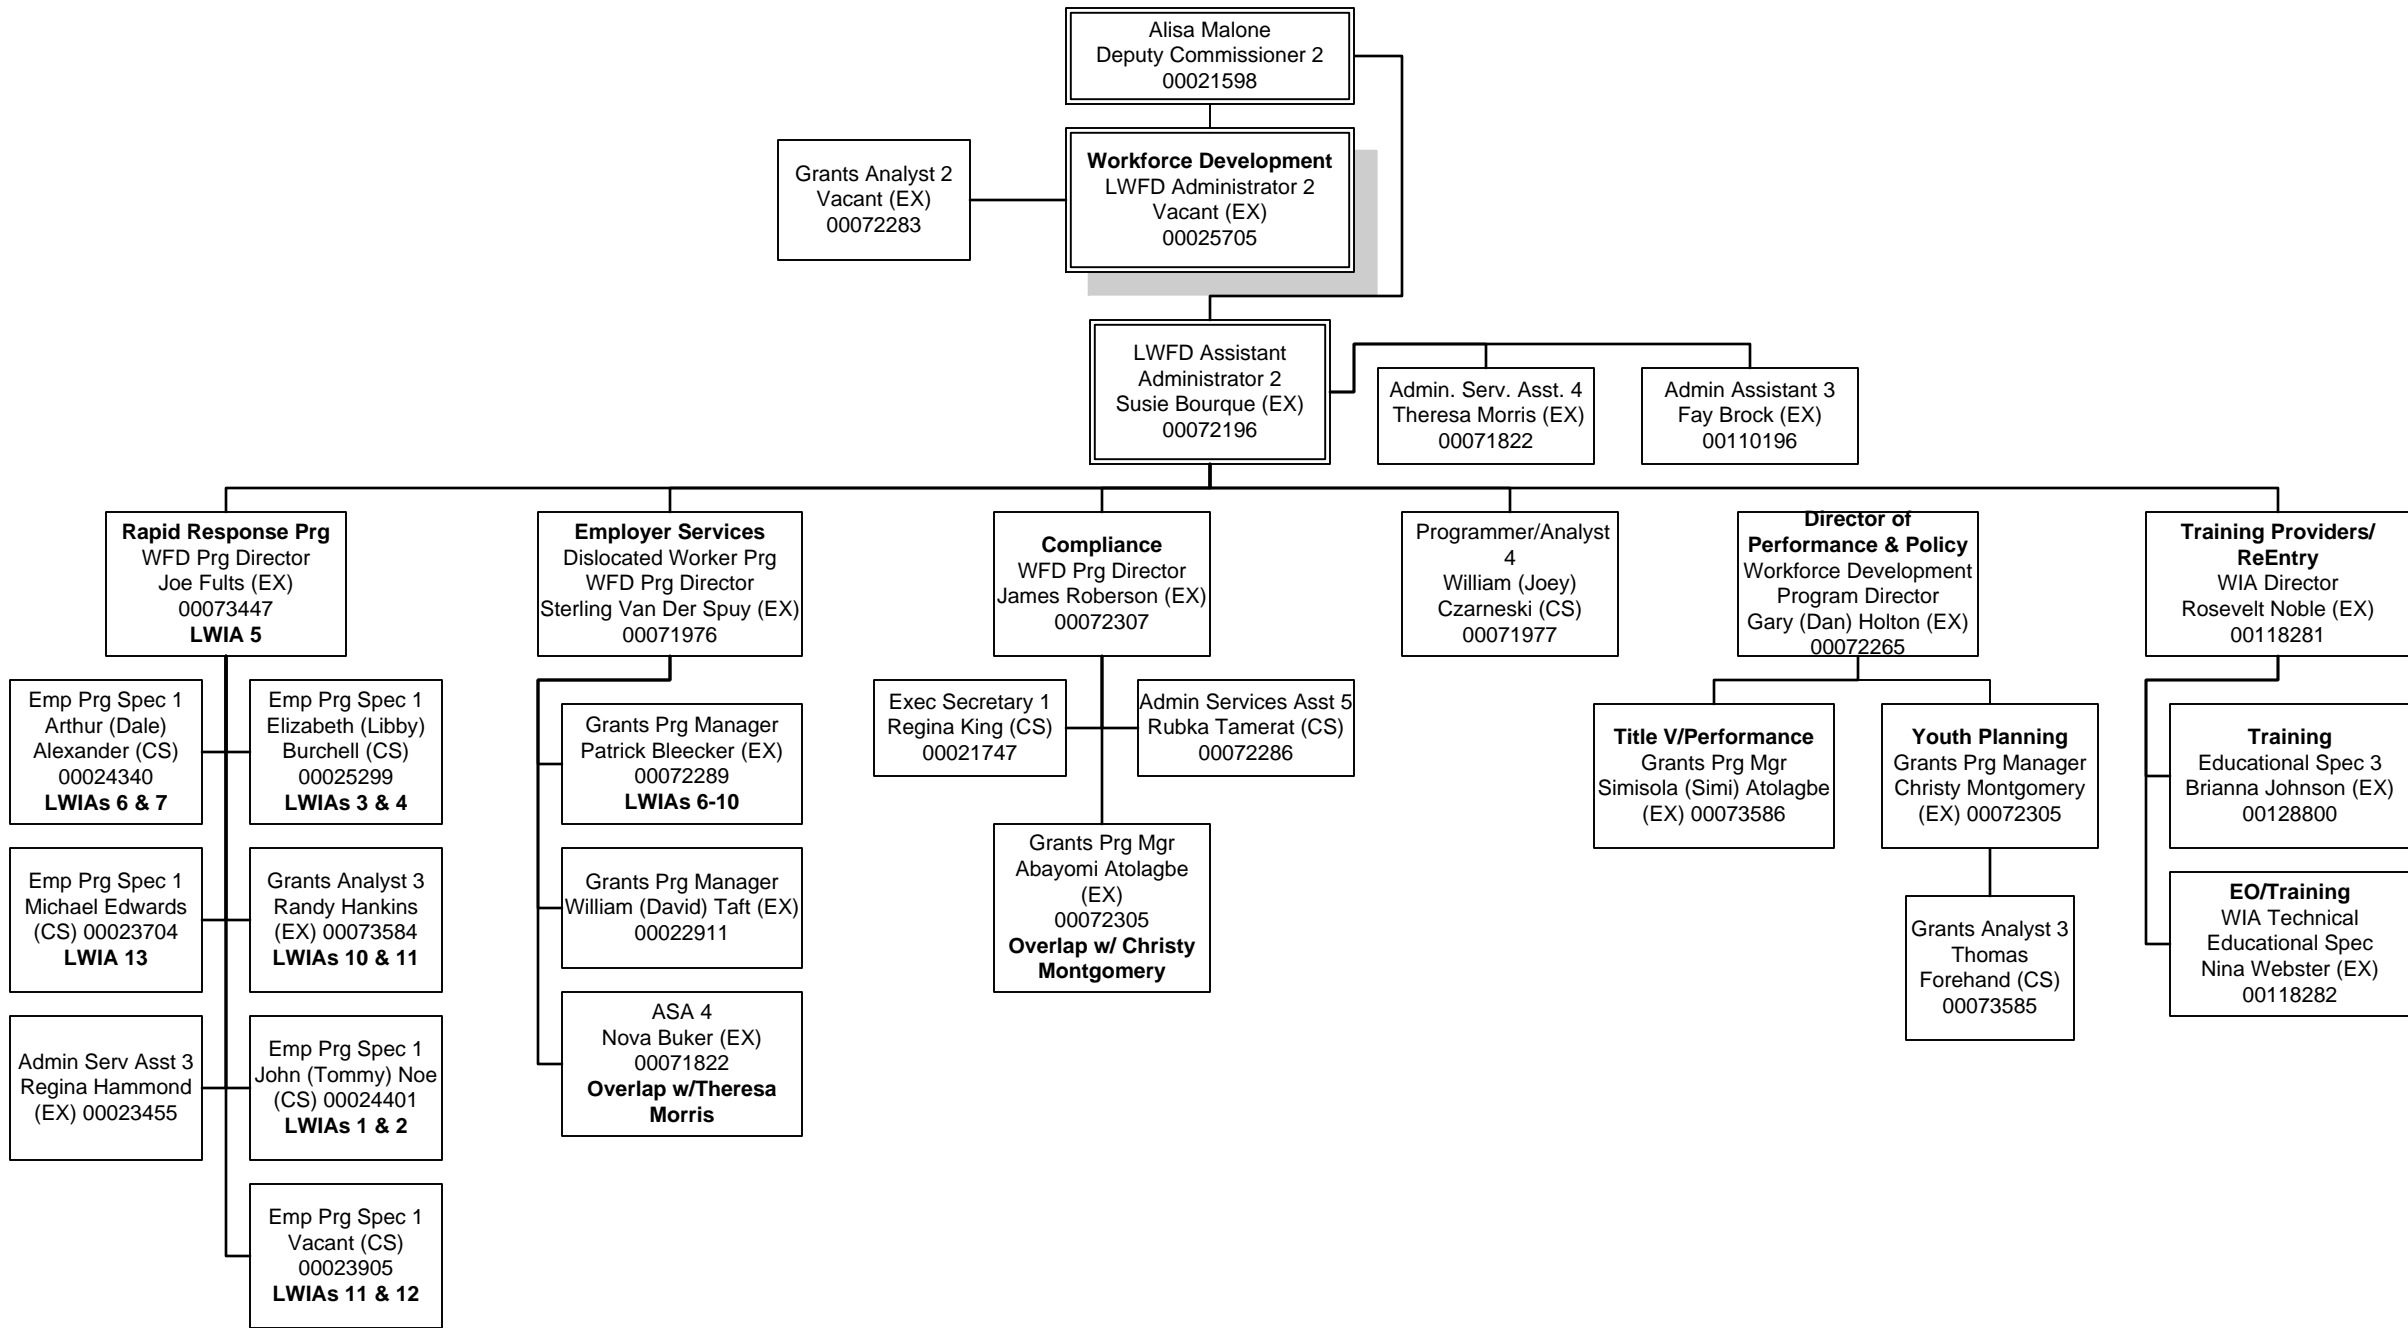 Alisa Malone
Deputy Commissioner 2
00021598
Grants Analyst 2
Vacant (EX)
00072283
Workforce Development
LWFD Administrator 2
Vacant (EX)
00025705
LWFD Assistant
Administrator 2
Susie Bourque (EX)
00072196
Admin. Serv. Asst. 4
Theresa Morris (EX)
00071822
Admin Assistant 3
Fay Brock (EX)
00110196
Rapid Response Prg
WFD Prg Director
Joe Fults (EX)
00073447
LWIA 5
Employer Services
Dislocated Worker Prg
WFD Prg Director
Sterling Van Der Spuy (EX)
00071976
Compliance
WFD Prg Director
James Roberson (EX)
00072307
Programmer/Analyst
4
William (Joey)
Czarneski (CS)
00071977
Director of
Performance & Policy
Workforce Development
Program Director
Gary (Dan) Holton (EX)
00072265
Training Providers/
ReEntry
WIA Director
Rosevelt Noble (EX)
00118281
Emp Prg Spec 1
Arthur (Dale)
Alexander (CS)
00024340
LWIAs 6 & 7
Emp Prg Spec 1
Elizabeth (Libby)
Burchell (CS)
00025299
LWIAs 3 & 4
Emp Prg Spec 1
Michael Edwards
(CS) 00023704
LWIA 13
Grants Analyst 3
Randy Hankins
(EX) 00073584
LWIAs 10 & 11
Admin Serv Asst 3
Regina Hammond
(EX) 00023455
Emp Prg Spec 1
John (Tommy) Noe
(CS) 00024401
LWIAs 1 & 2
Emp Prg Spec 1
Vacant (CS)
00023905
LWIAs 11 & 12
Grants Prg Manager
Patrick Bleecker (EX)
00072289
LWIAs 6-10
Grants Prg Manager
William (David) Taft (EX)
00022911
ASA 4
Nova Buker (EX)
00071822
Overlap w/Theresa
Morris
Exec Secretary 1
Regina King (CS)
00021747
Admin Services Asst 5
Rubka Tamerat (CS)
00072286
Grants Prg Mgr
Abayomi Atolagbe
(EX)
00072305
Overlap w/ Christy
Montgomery
Title V/Performance
Grants Prg Mgr
Simisola (Simi) Atolagbe
(EX) 00073586
Youth Planning
Grants Prg Manager
Christy Montgomery
(EX) 00072305
Grants Analyst 3
Thomas
Forehand (CS)
00073585
Training
Educational Spec 3
Brianna Johnson (EX)
00128800
EO/Training
WIA Technical
Educational Spec
Nina Webster (EX)
00118282